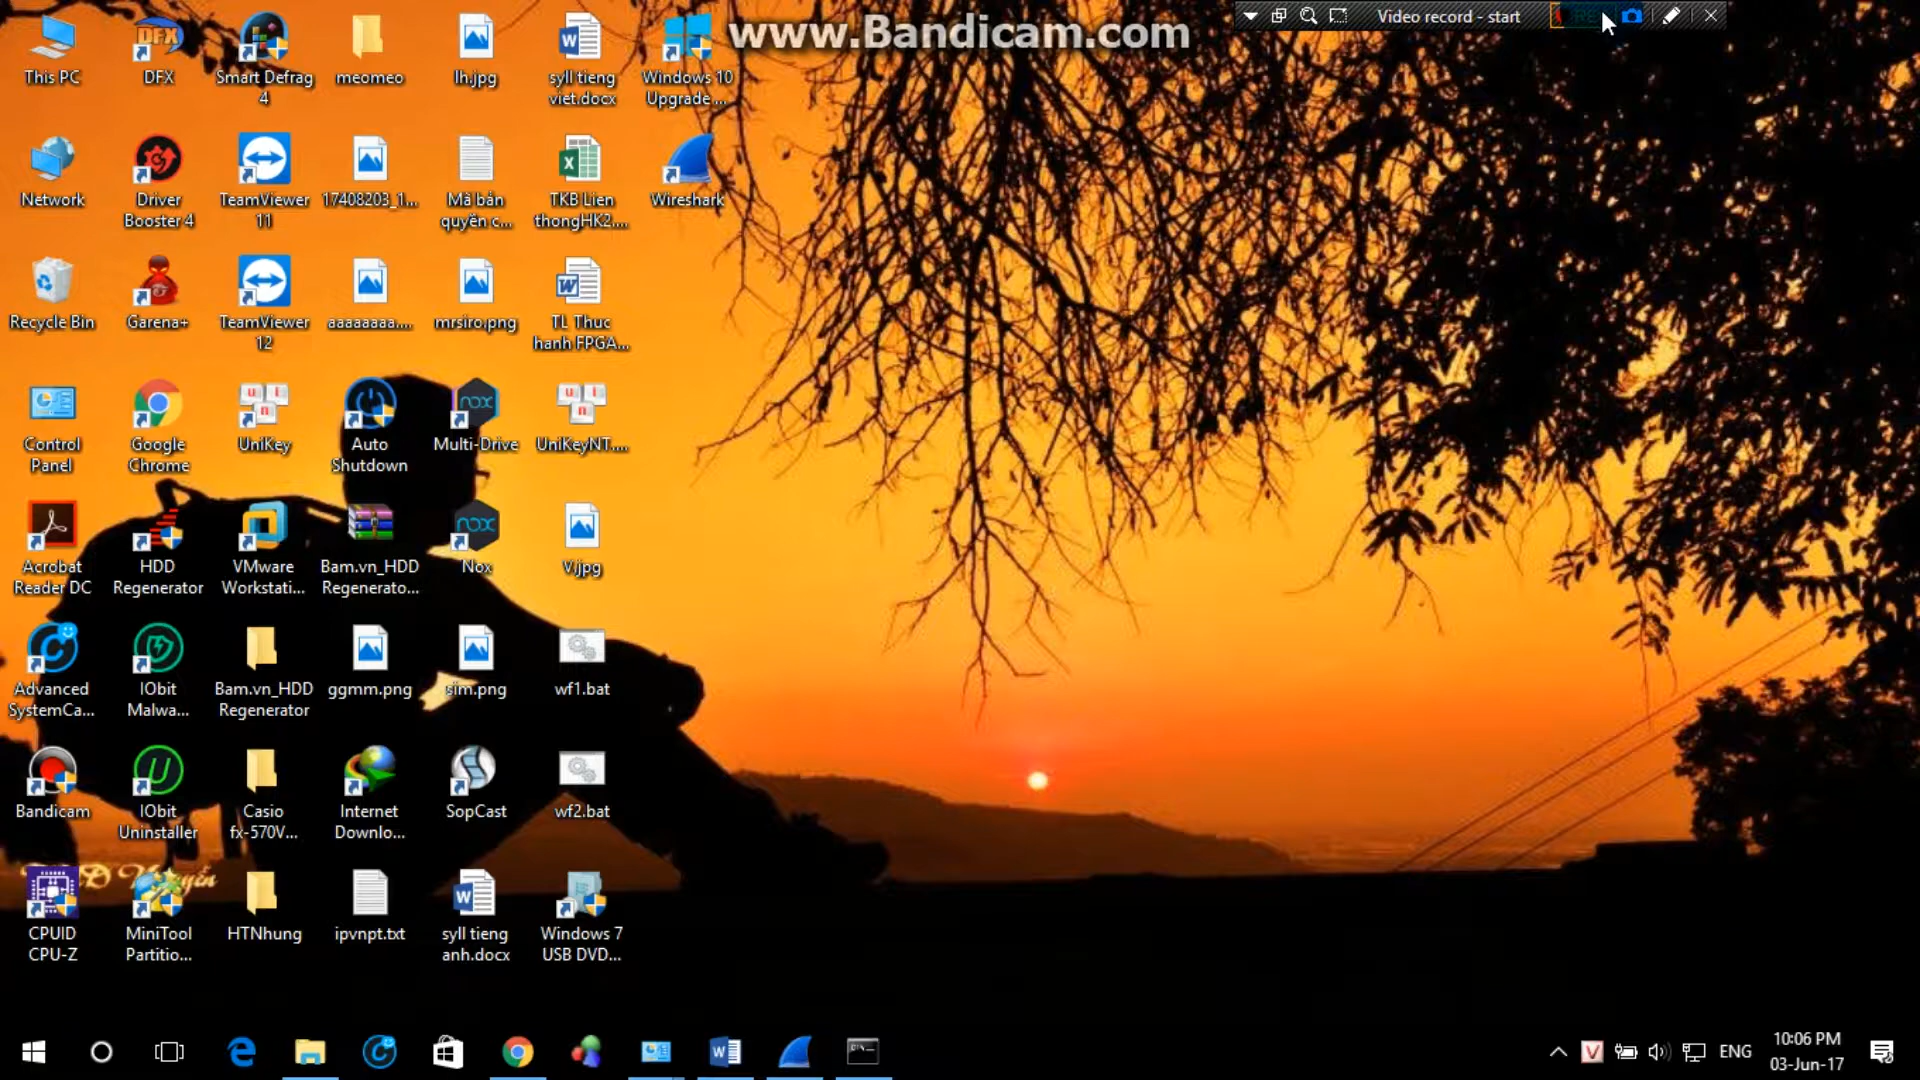 www.Bandicam.com
Video record - start
This PC
DFX
Smart Defrag
4
meomeo
lh.jpg
syll tieng
viet.docx
Windows 10
Upgrade ...
Network
Driver
Booster 4
TeamViewer
11
17408203_1...
Mã bản
quyền c...
TKB Lien
thongHK2....
Wireshark
Recycle Bin
Garena+
TeamViewer
12
aaaaaaaa....
mrsiro.png
TL Thuc
hanh FPGA...
Control
Panel
Google
Chrome
UniKey
Auto
Shutdown
Multi-Drive
UniKeyNT....
Acrobat
Reader DC
HDD
Regenerator
VMware
Workstati...
Bam.vn_HDD
Regenerato...
Nox
V.jpg
Advanced
SystemCa...
IObit
Malwa...
Bam.vn_HDD
Regenerator
ggmm.png
sim.png
wf1.bat
Bandicam
IObit
Uninstaller
Casio
fx-570V...
Internet
Downlo...
SopCast
wf2.bat
CPUID
CPU-Z
MiniTool
Partitio...
HTNhung
ipvnpt.txt
syll tieng
anh.docx
Windows 7
USB DVD...
ENG
10:06 PM
03-Jun-17